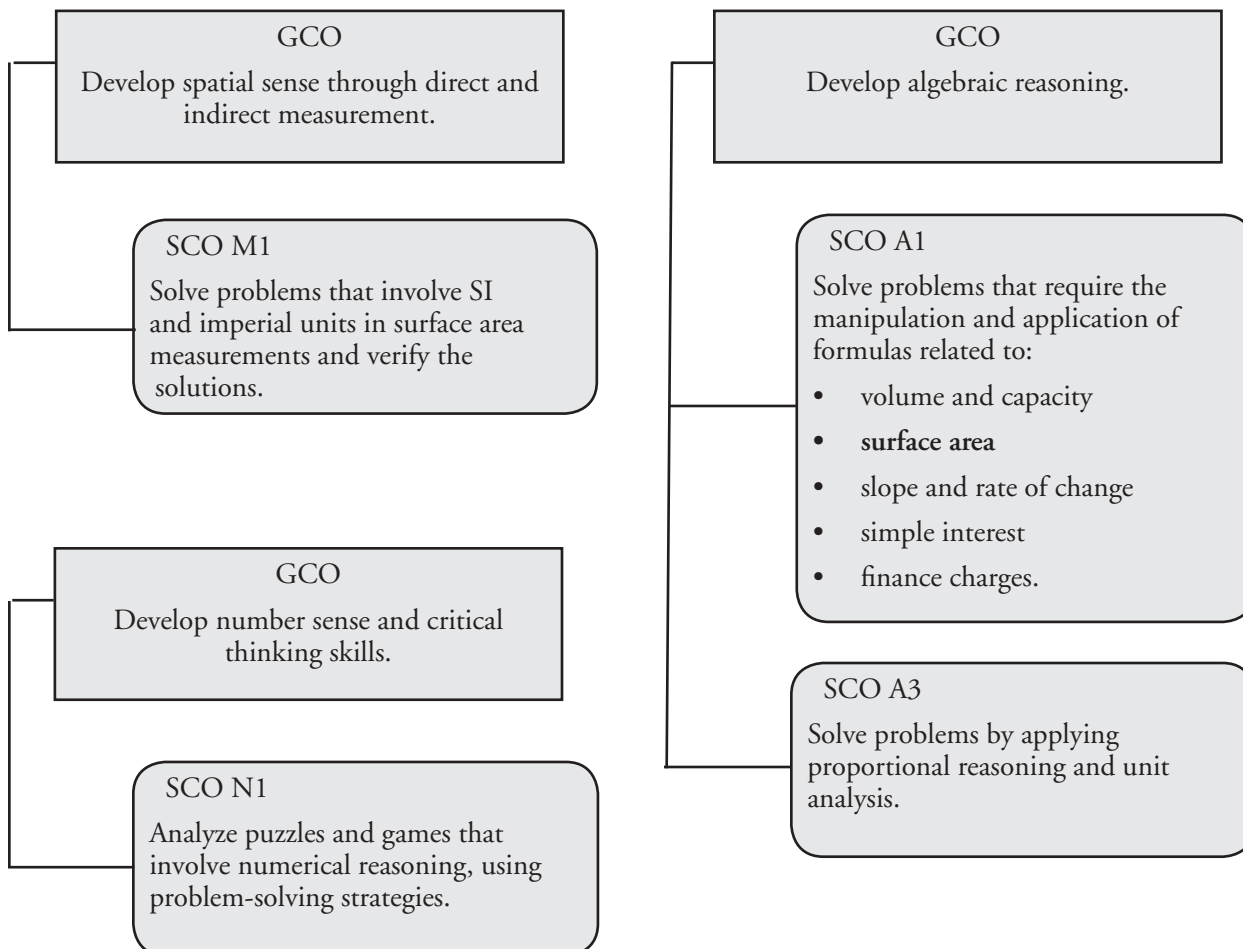 GCO
Develop spatial sense through direct and
indirect measurement.
SCO M1
Solve problems that involve SI
and imperial units in surface area
measurements and verify the
solutions.
GCO
Develop number sense and critical
thinking skills.
SCO N1
Analyze puzzles and games that
involve numerical reasoning, using
problem-solving strategies.
GCO
Develop algebraic reasoning.
SCO A1
Solve problems that require the
manipulation and application of
formulas related to:
• volume and capacity
• surface area
• slope and rate of change
• simple interest
• finance charges.
SCO A3
Solve problems by applying
proportional reasoning and unit
analysis.